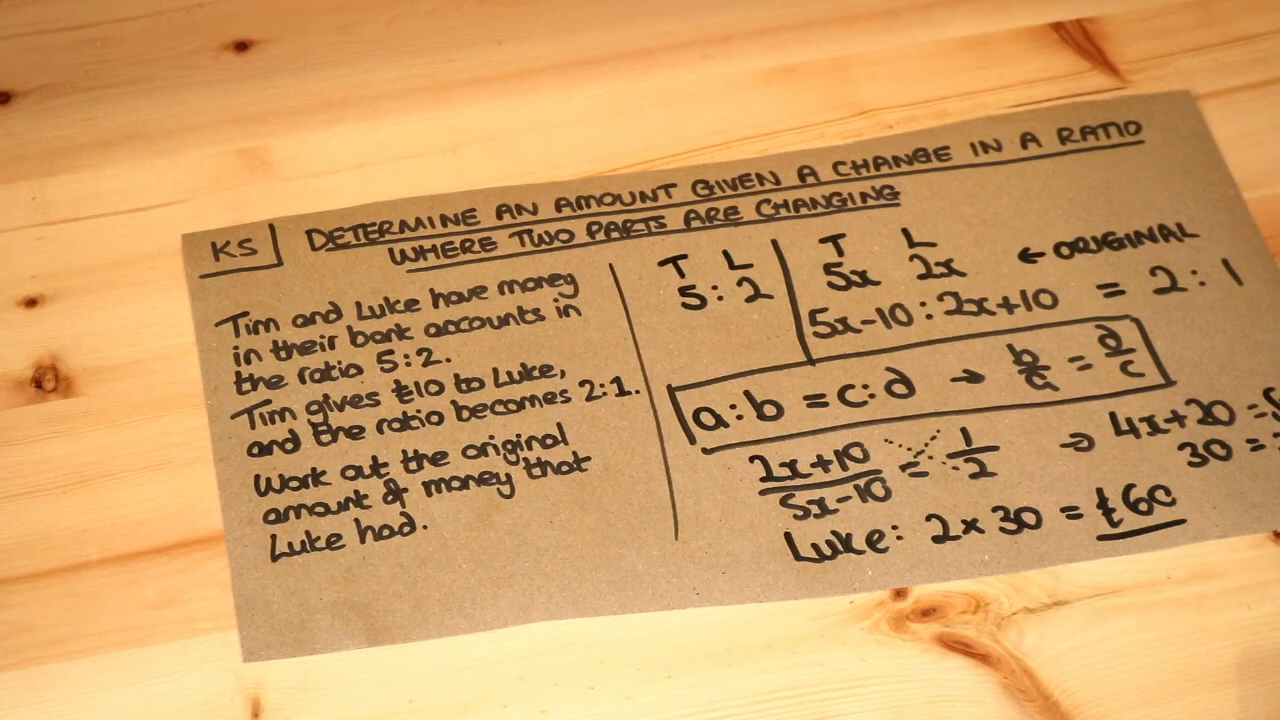 KS
DETERMINE AN AMOUNT GIVEN A CHANGE IN A RATIO
WHERE TWO PARTS ARE CHANGING
Tim and Luke have money
in their bank accounts in
the ratio 5:2.
Tim gives £10 to Luke,
and the ratio becomes 2:1.
Work out the original
amount of money that
Luke had.
T L
5:2
T L
5x 2x ← ORIGINAL
5x-10:2x+10 = 2:1
a:b = c:d → b/a = d/c
2x+10/5x-10 = 1/2 → 4x+20 =
30 =
Luke: 2×30 = £60